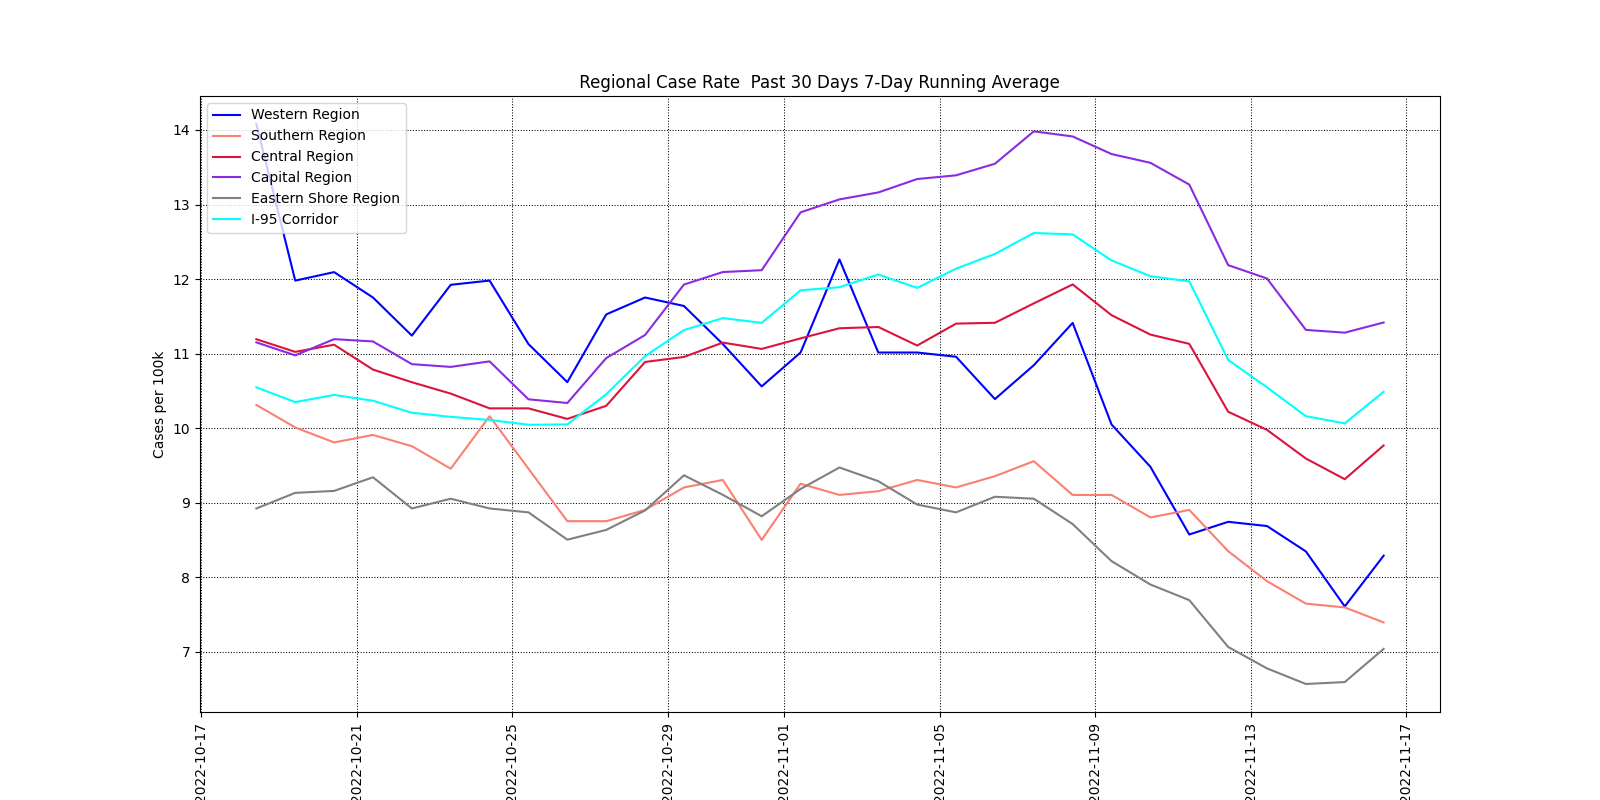 Regional Case Rate  Past 30 Days 7-Day Running Average
Western Region
Southern Region
Central Region
Capital Region
Eastern Shore Region
I-95 Corridor
Cases per 100k
14
13
12
11
10
9
8
7
2022-10-17
2022-10-21
2022-10-25
2022-10-29
2022-11-01
2022-11-05
2022-11-09
2022-11-13
2022-11-17